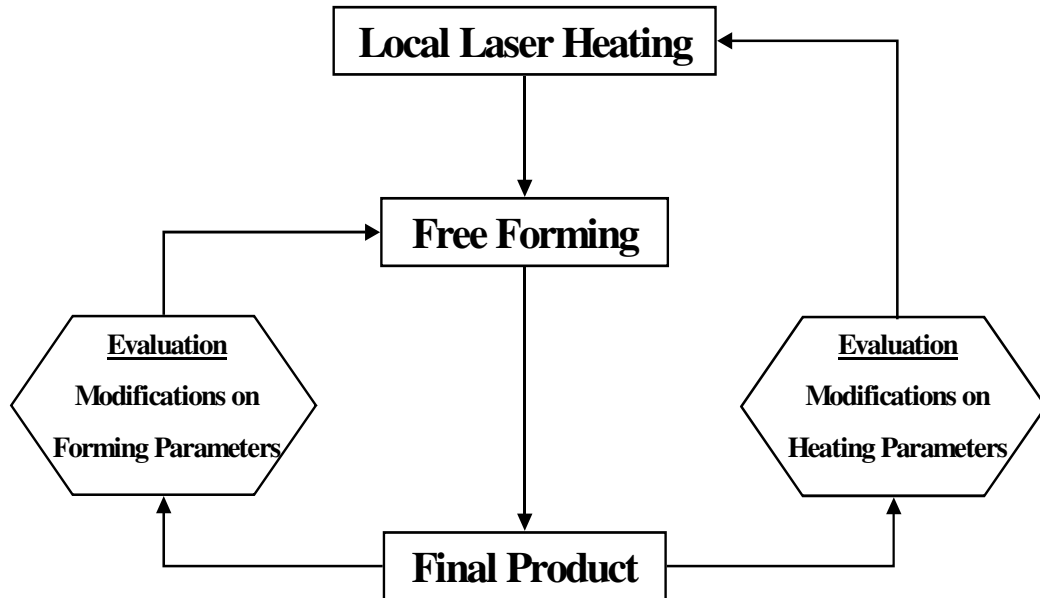 Local Laser Heating
Free Forming
Evaluation
Modifications on
Forming Parameters
Evaluation
Modifications on
Heating Parameters
Final Product